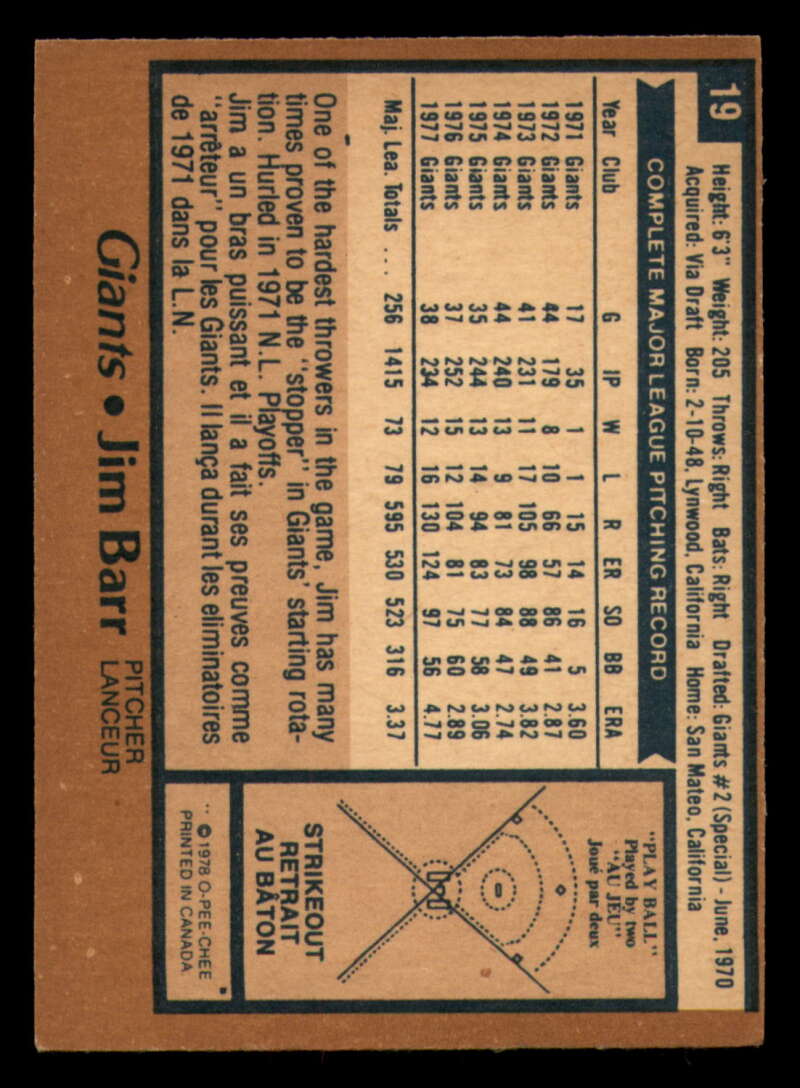 19
Height: 6'3" Weight: 205 Throws: Right Bats: Right Drafted: Giants #2 (Special) - June, 1970
Acquired: Via Draft Born: 2-10-48, Lynwood, California Home: San Mateo, California
COMPLETE MAJOR LEAGUE PITCHING RECORD
Year Club G IP W L R ER SO BB ERA
1971 Giants 17 35 1 1 15 14 16 5 3.60
1972 Giants 44 179 8 10 66 57 86 41 2.87
1973 Giants 41 231 11 17 105 98 88 49 3.82
1974 Giants 44 240 13 9 81 73 84 47 2.74
1975 Giants 35 244 13 14 94 83 77 58 3.06
1976 Giants 37 252 15 12 104 81 75 60 2.89
1977 Giants 38 234 12 16 130 124 97 56 4.77
Maj. Lea. Totals ... 256 1415 73 79 595 530 523 316 3.37
One of the hardest throwers in the game, Jim has many
times proven to be the "stopper" in Giants' starting rota-
tion. Hurled in 1971 N.L. Playoffs.
Jim a un bras puissant et il a fait ses preuves comme
"arrêteur" pour les Giants. Il lança durant les eliminatoires
de 1971 dans la L.N.
"PLAY BALL"
Played by two
"AU JEU"
Joué par deux
STRIKEOUT
RETRAIT
AU BÂTON
©1978 O-PEE-CHEE
PRINTED IN CANADA
Giants • Jim Barr PITCHER
LANCEUR